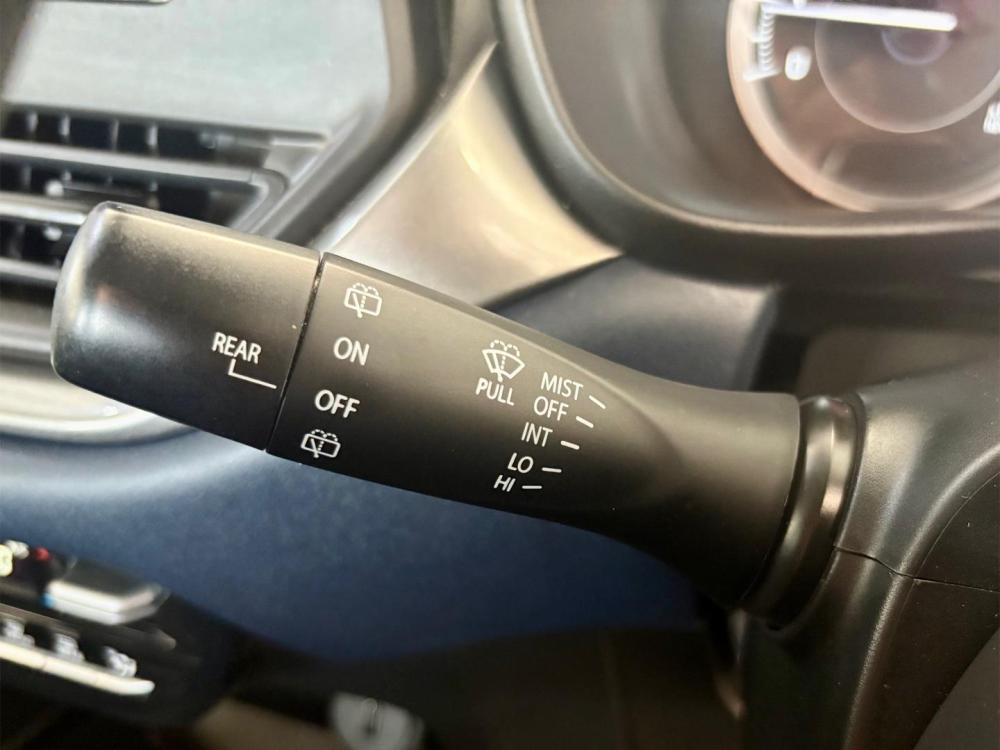 REAR
ON
OFF
PULL
MIST
OFF
INT
LO
HI